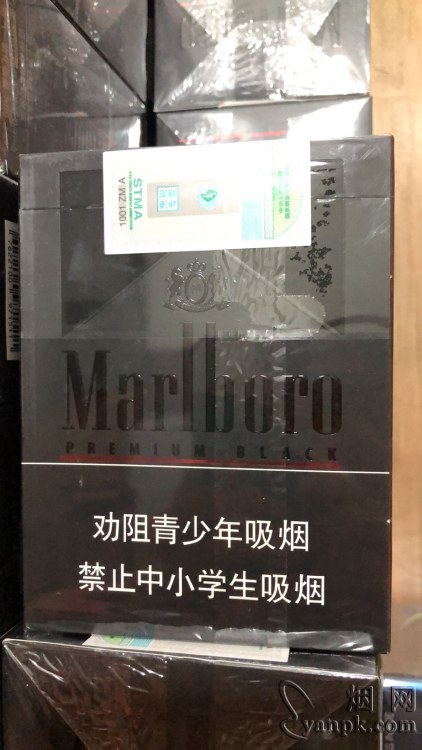 1001 ZM A
STMA
Marlboro
PREMIUM BLACK
劝阻青少年吸烟
禁止中小学生吸烟
烟网
yanpk.com